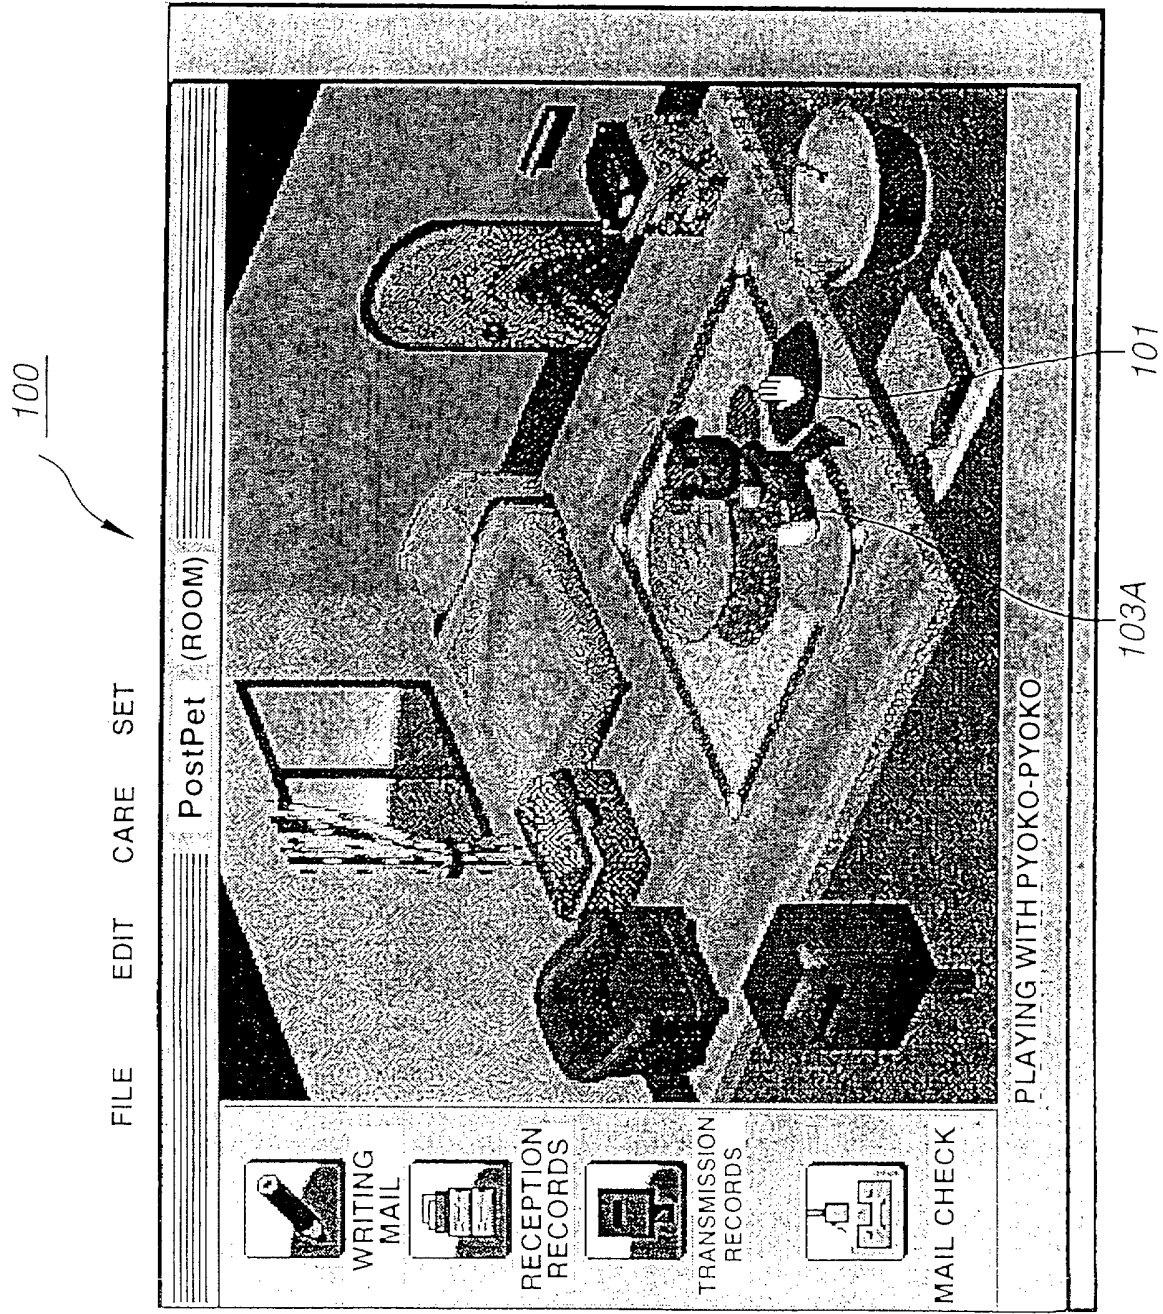 100
FILE EDIT CARE SET
PostPet (ROOM)
WRITING
MAIL
RECEPTION
RECORDS
TRANSMISSION
RECORDS
MAIL CHECK
PLAYING WITH PYOKO-PYOKO
101
103A